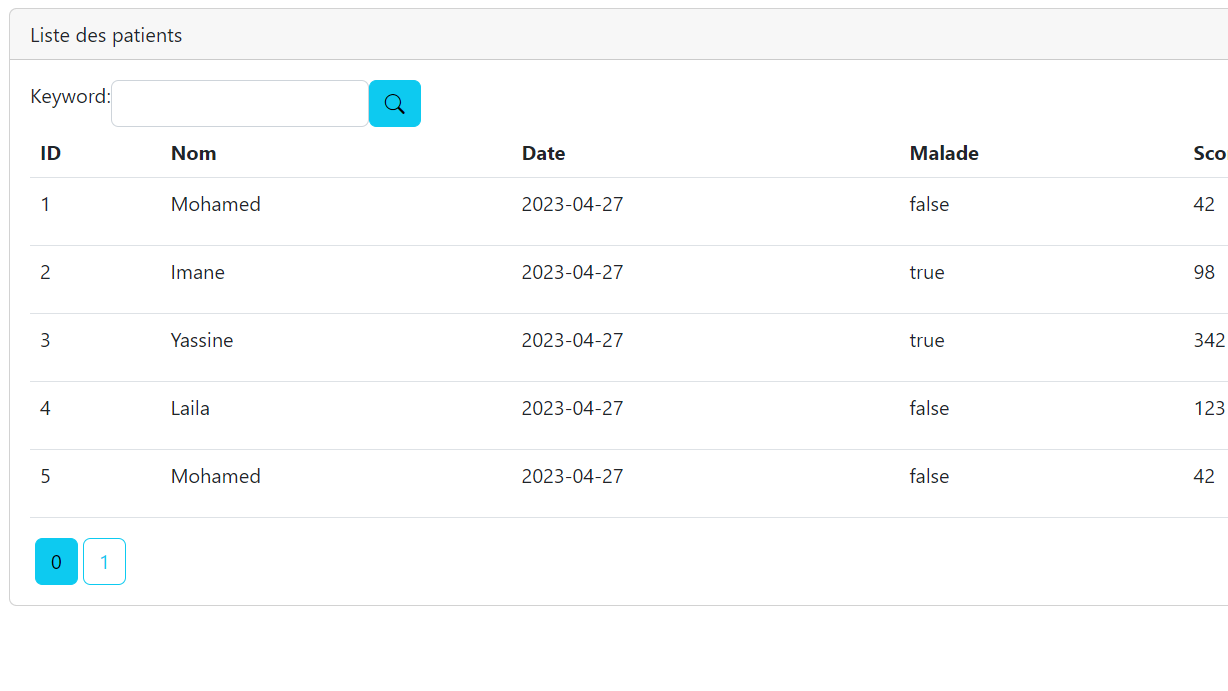 Liste des patients
Keyword:
ID Nom Date Malade Sco
1 Mohamed 2023-04-27 false 42
2 Imane 2023-04-27 true 98
3 Yassine 2023-04-27 true 342
4 Laila 2023-04-27 false 123
5 Mohamed 2023-04-27 false 42
0 1